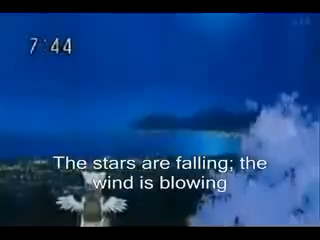 7:44
The stars are falling; the
wind is blowing